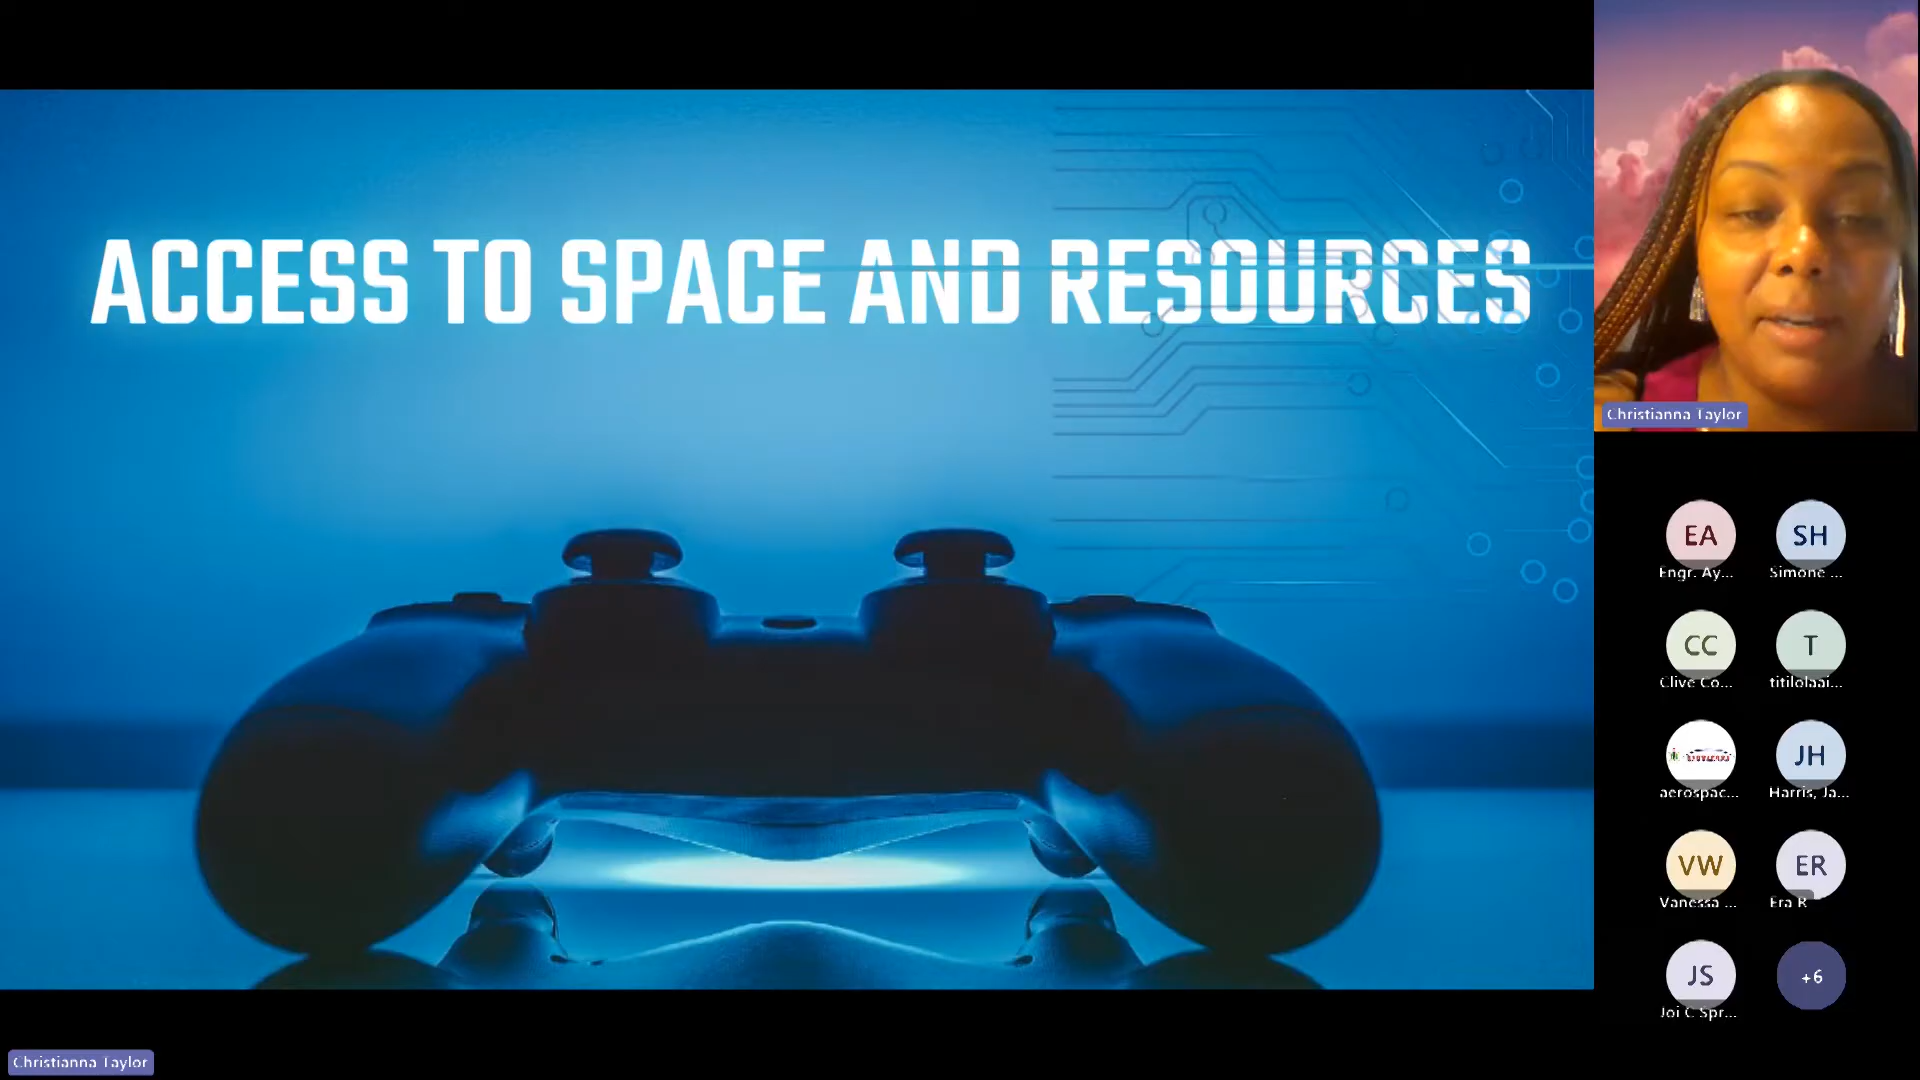 ACCESS TO SPACE AND RESOURCES
Christianna Taylor
EA
Engr. Ay...
SH
Simone ...
CC
Clive Co...
T
titilolaai...
aerospac...
JH
Harris, Ja...
VW
Vanessa ...
ER
Era R
JS
Joi C Spr...
+6
Christianna Taylor